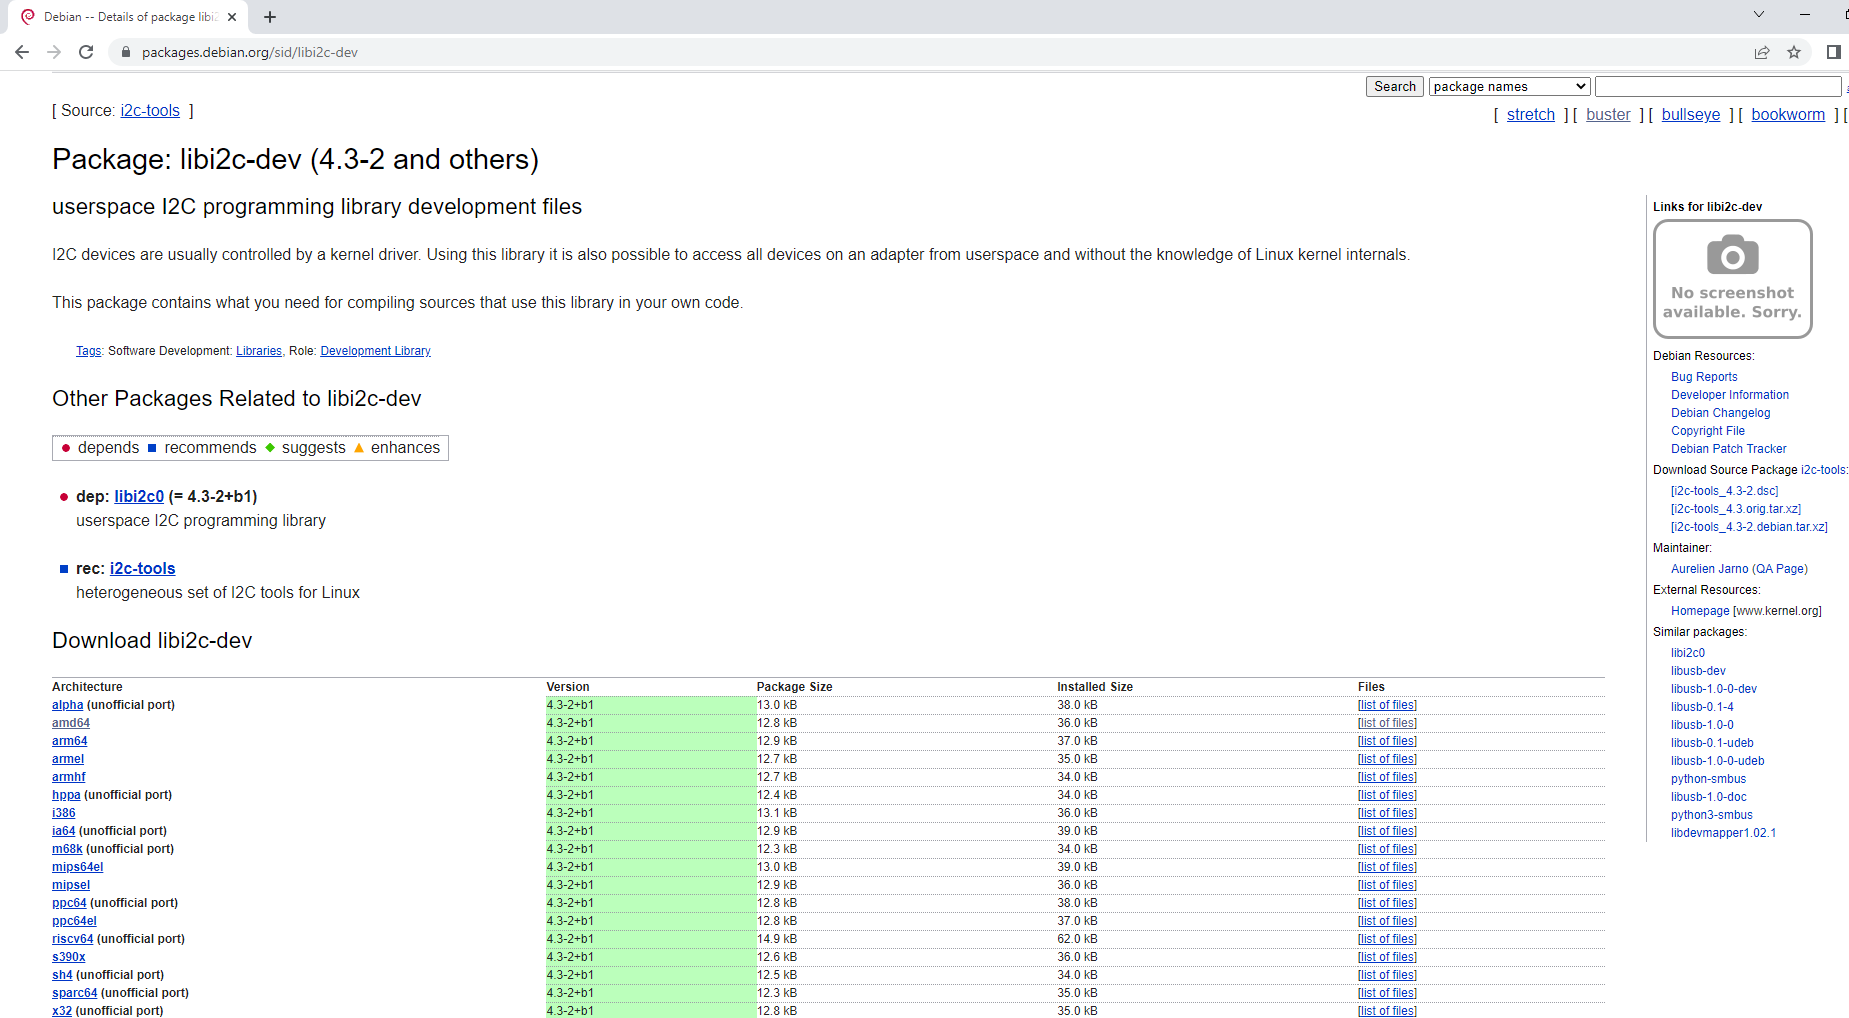 Debian -- Details of package libi2
packages.debian.org/sid/libi2c-dev
Search package names
[ Source: i2c-tools ]
[ stretch ] [ buster ] [ bullseye ] [ bookworm ] [
Package: libi2c-dev (4.3-2 and others)
userspace I2C programming library development files
I2C devices are usually controlled by a kernel driver. Using this library it is also possible to access all devices on an adapter from userspace and without the knowledge of Linux kernel internals.
This package contains what you need for compiling sources that use this library in your own code.
Tags: Software Development: Libraries, Role: Development Library
Other Packages Related to libi2c-dev
depends recommends suggests enhances
dep: libi2c0 (= 4.3-2+b1)
userspace I2C programming library
rec: i2c-tools
heterogeneous set of I2C tools for Linux
Download libi2c-dev
Architecture Version Package Size Installed Size Files
alpha (unofficial port) 4.3-2+b1 13.0 kB 38.0 kB [list of files]
amd64 4.3-2+b1 12.8 kB 36.0 kB [list of files]
arm64 4.3-2+b1 12.9 kB 37.0 kB [list of files]
armel 4.3-2+b1 12.7 kB 35.0 kB [list of files]
armhf 4.3-2+b1 12.7 kB 34.0 kB [list of files]
hppa (unofficial port) 4.3-2+b1 12.4 kB 34.0 kB [list of files]
i386 4.3-2+b1 13.1 kB 36.0 kB [list of files]
ia64 (unofficial port) 4.3-2+b1 12.9 kB 39.0 kB [list of files]
m68k (unofficial port) 4.3-2+b1 12.3 kB 34.0 kB [list of files]
mips64el 4.3-2+b1 13.0 kB 39.0 kB [list of files]
mipsel 4.3-2+b1 12.9 kB 36.0 kB [list of files]
ppc64 (unofficial port) 4.3-2+b1 12.8 kB 38.0 kB [list of files]
ppc64el 4.3-2+b1 12.8 kB 37.0 kB [list of files]
riscv64 (unofficial port) 4.3-2+b1 14.9 kB 62.0 kB [list of files]
s390x 4.3-2+b1 12.6 kB 36.0 kB [list of files]
sh4 (unofficial port) 4.3-2+b1 12.5 kB 34.0 kB [list of files]
sparc64 (unofficial port) 4.3-2+b1 12.3 kB 35.0 kB [list of files]
x32 (unofficial port) 4.3-2+b1 12.8 kB 35.0 kB [list of files]
Links for libi2c-dev
No screenshot
available. Sorry.
Debian Resources:
Bug Reports
Developer Information
Debian Changelog
Copyright File
Debian Patch Tracker
Download Source Package i2c-tools:
[i2c-tools_4.3-2.dsc]
[i2c-tools_4.3.orig.tar.xz]
[i2c-tools_4.3-2.debian.tar.xz]
Maintainer:
Aurelien Jarno (QA Page)
External Resources:
Homepage [www.kernel.org]
Similar packages:
libi2c0
libusb-dev
libusb-1.0-0-dev
libusb-0.1-4
libusb-1.0-0
libusb-0.1-udeb
libusb-1.0-0-udeb
python-smbus
libusb-1.0-doc
python3-smbus
libdevmapper1.02.1